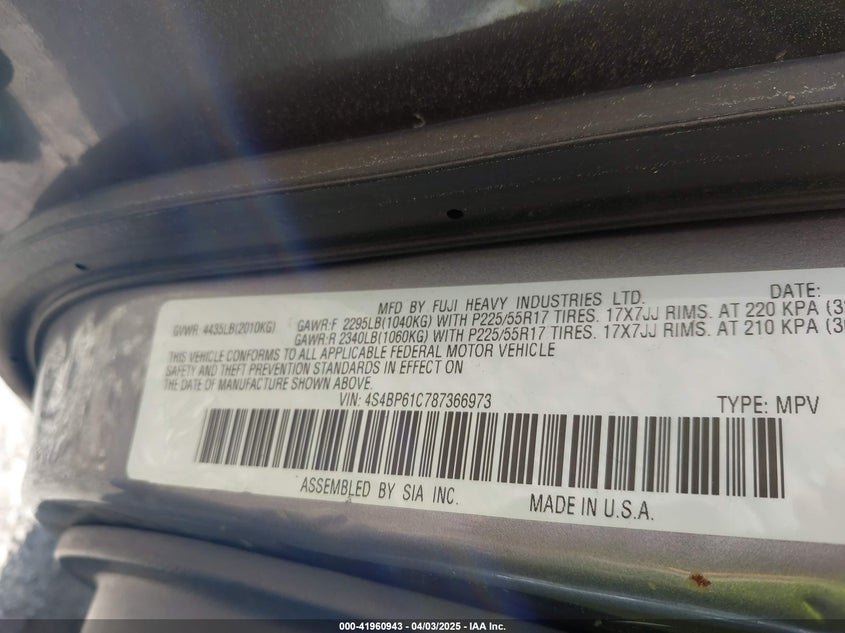 MFD BY FUJI HEAVY INDUSTRIES LTD. DATE:
GVWR 4435LB(2010KG) GAWR:F 2295LB(1040KG) WITH P225/55R17 TIRES. 17X7JJ RIMS. AT 220 KPA
GAWR:R 2340LB(1060KG) WITH P225/55R17 TIRES. 17X7JJ RIMS. AT 210 KPA
THIS VEHICLE CONFORMS TO ALL APPLICABLE FEDERAL MOTOR VEHICLE
SAFETY AND THEFT PREVENTION STANDARDS IN EFFECT ON
THE DATE OF MANUFACTURE SHOWN ABOVE.
VIN: 4S4BP61C787366973 TYPE: MPV
ASSEMBLED BY SIA INC. MADE IN U.S.A.
000-41960943 - 04/03/2025 - IAA Inc.